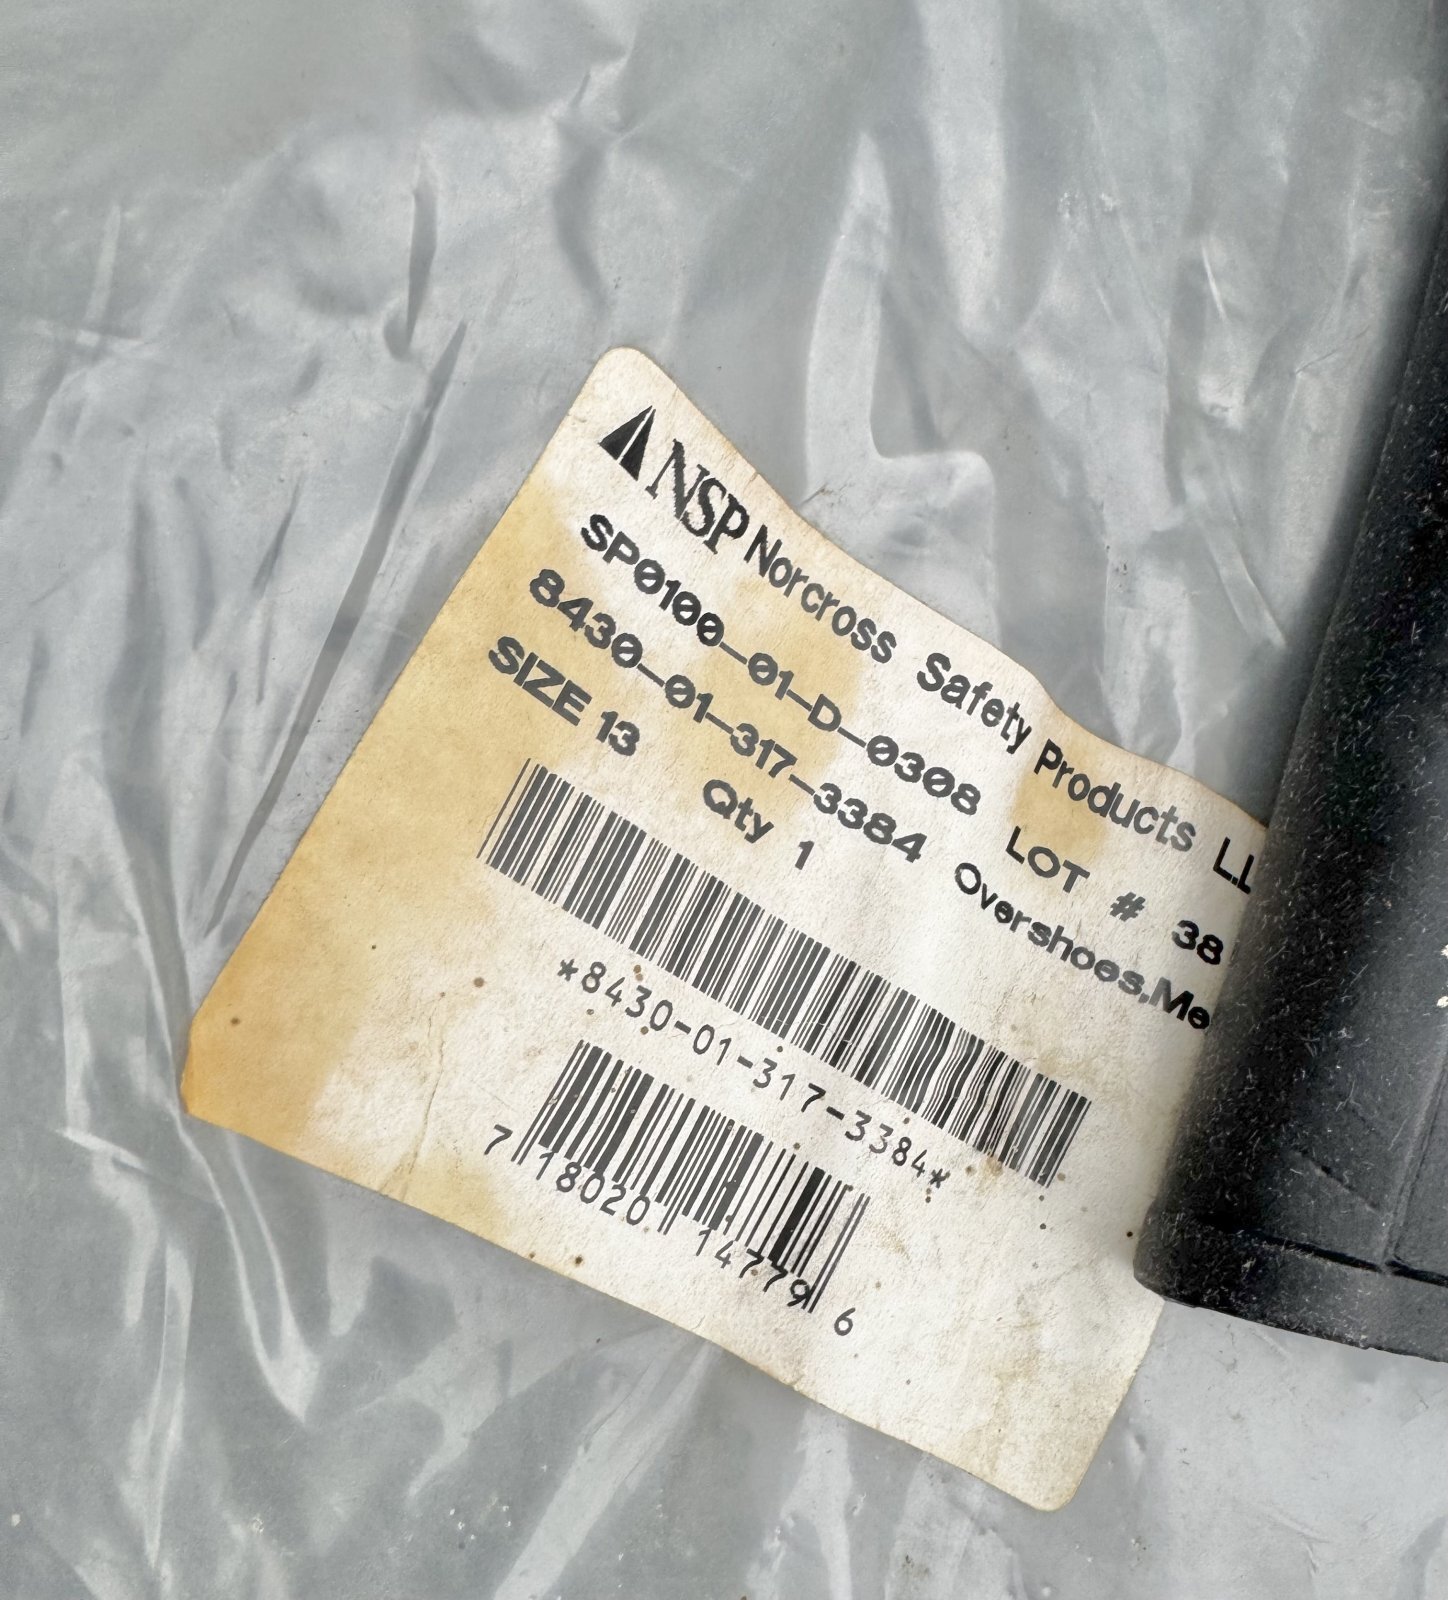 NSP Norcross Safety Products L.L
SP0100-01-D-0308 LOT # 38
8430-01-317-3384 Overshoes,Me
SIZE 13 Qty 1
*8430-01-317-3384*
7 18020 14779 6